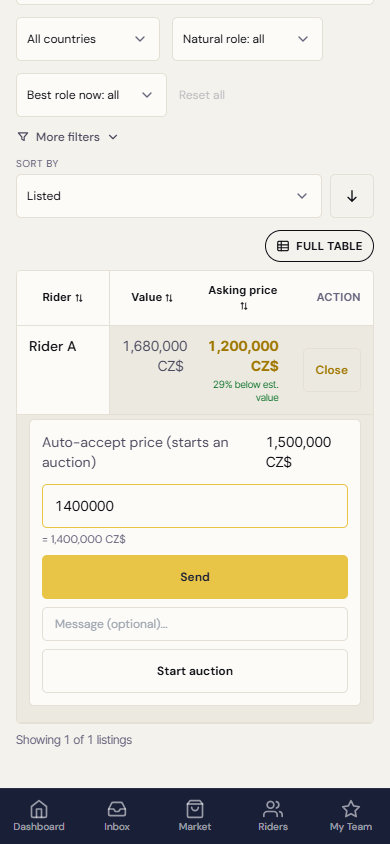 All countries
Natural role: all
Best role now: all
Reset all
More filters
SORT BY
Listed
FULL TABLE
Rider
Value
Asking price
ACTION
Rider A
1,680,000
CZ$
1,200,000
CZ$
29% below est.
value
Close
Auto-accept price (starts an
auction)
1,500,000
CZ$
1400000
= 1,400,000 CZ$
Send
Message (optional)...
Start auction
Showing 1 of 1 listings
Dashboard
Inbox
Market
Riders
My Team